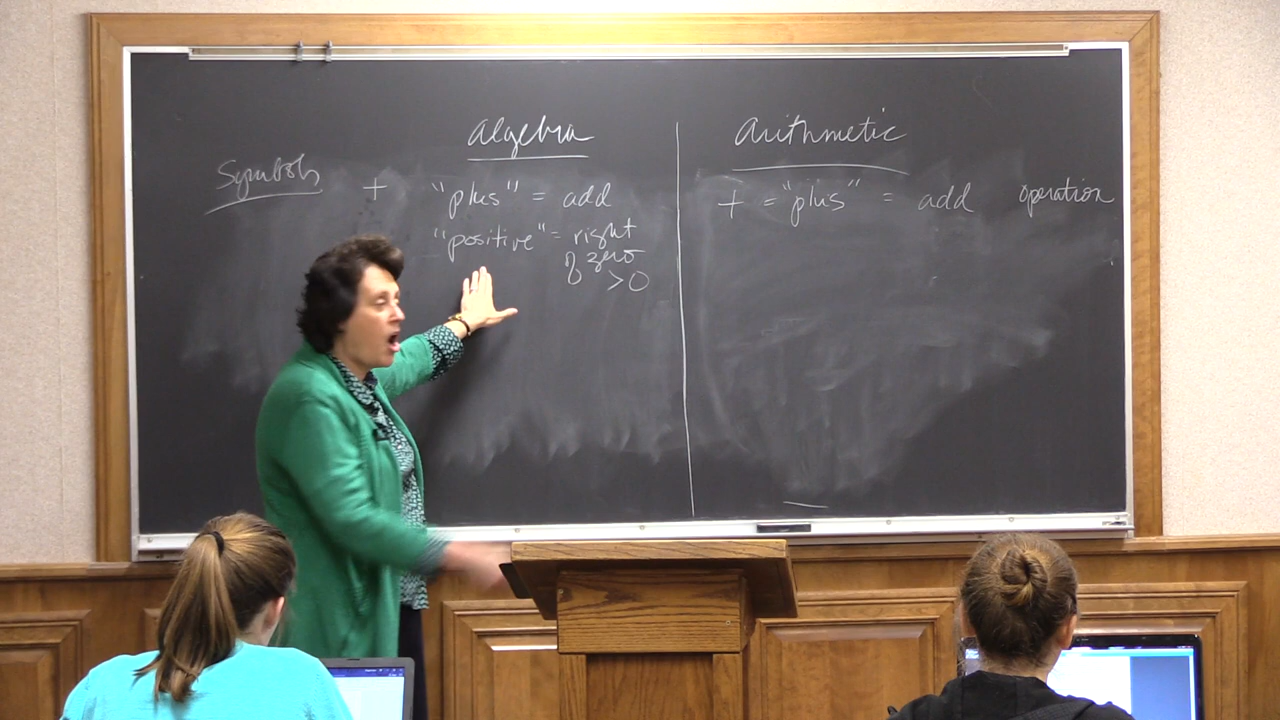 algebra
arithmetic
Symbols
+ "plus" = add
"positive" = right
of zero
>0
+ = "plus" = add operation